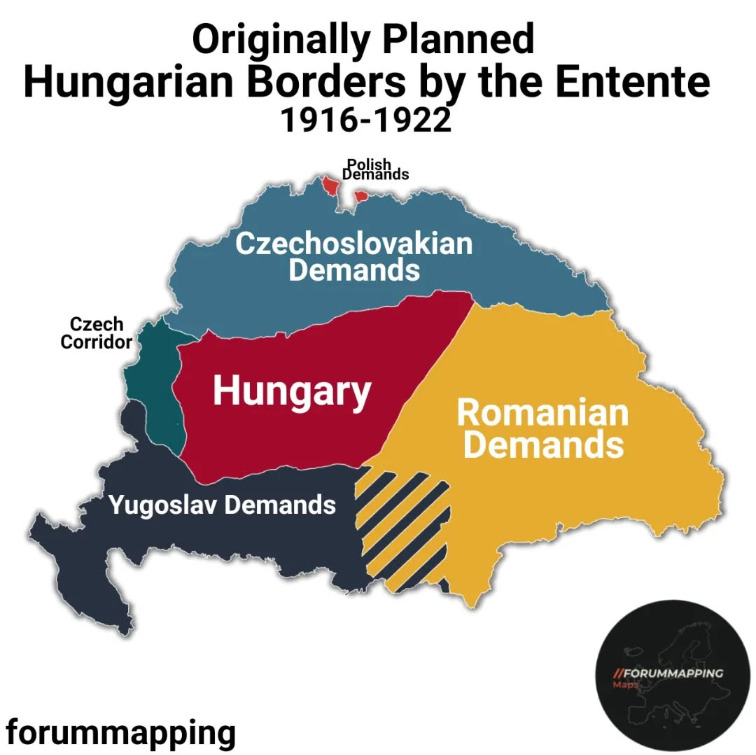 Originally Planned
Hungarian Borders by the Entente
1916-1922
Polish
Demands
Czechoslovakian
Demands
Czech
Corridor
Hungary
Romanian
Demands
Yugoslav Demands
//FORUMMAPPING
Maps
forummapping